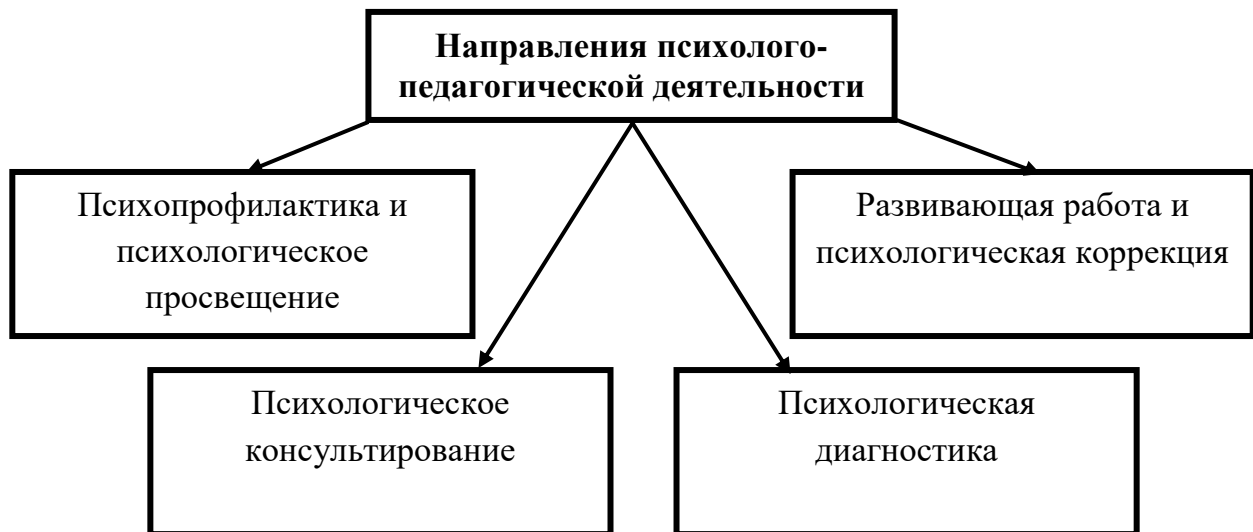 Направления психолого-
педагогической деятельности
Психопрофилактика и
психологическое
просвещение
Развивающая работа и
психологическая коррекция
Психологическое
консультирование
Психологическая
диагностика